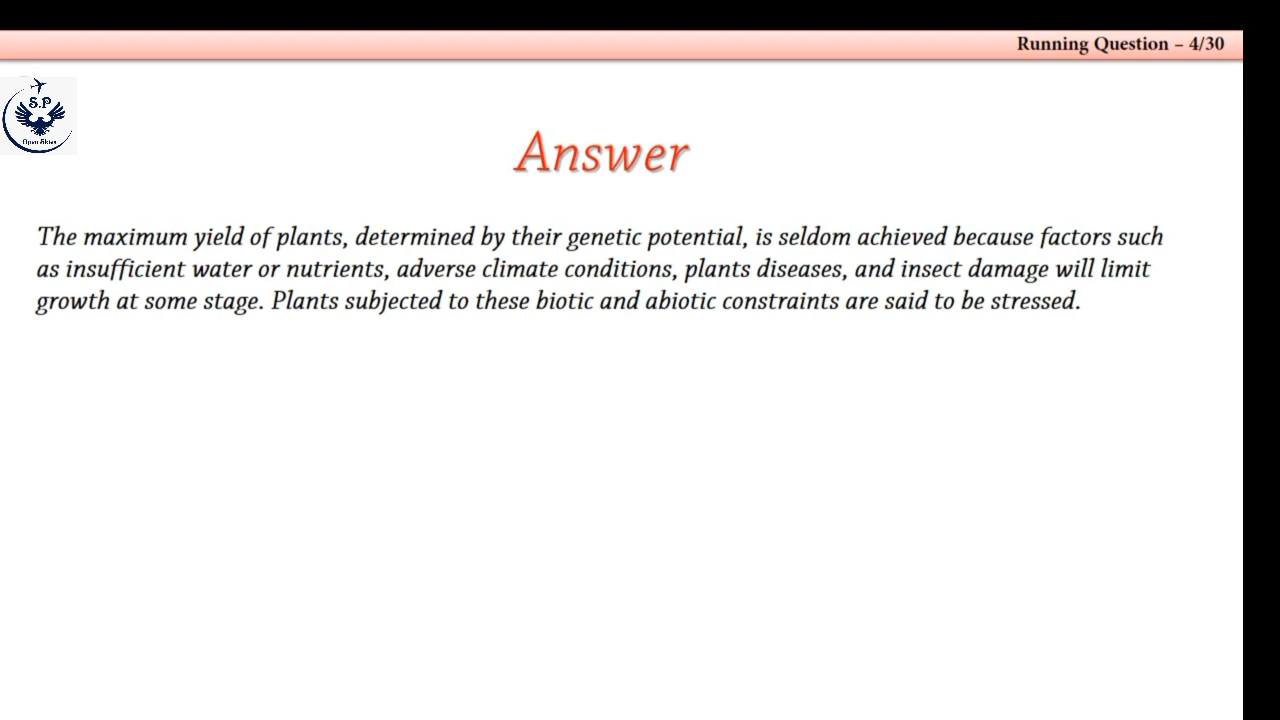 Running Question – 4/30
S.P
Open Skies
Answer
The maximum yield of plants, determined by their genetic potential, is seldom achieved because factors such
as insufficient water or nutrients, adverse climate conditions, plants diseases, and insect damage will limit
growth at some stage. Plants subjected to these biotic and abiotic constraints are said to be stressed.